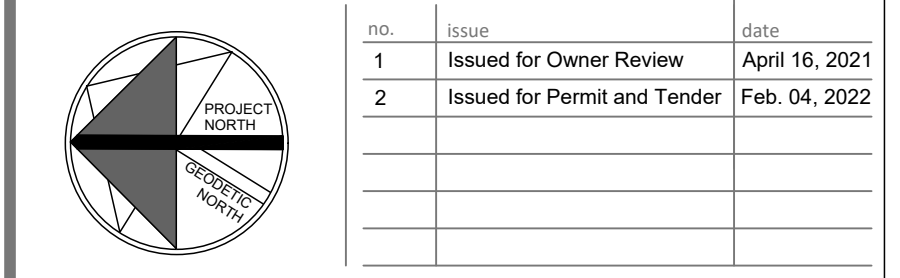 PROJECT
NORTH
GEODETIC
NORTH
no. issue date
1 Issued for Owner Review April 16, 2021
2 Issued for Permit and Tender Feb. 04, 2022